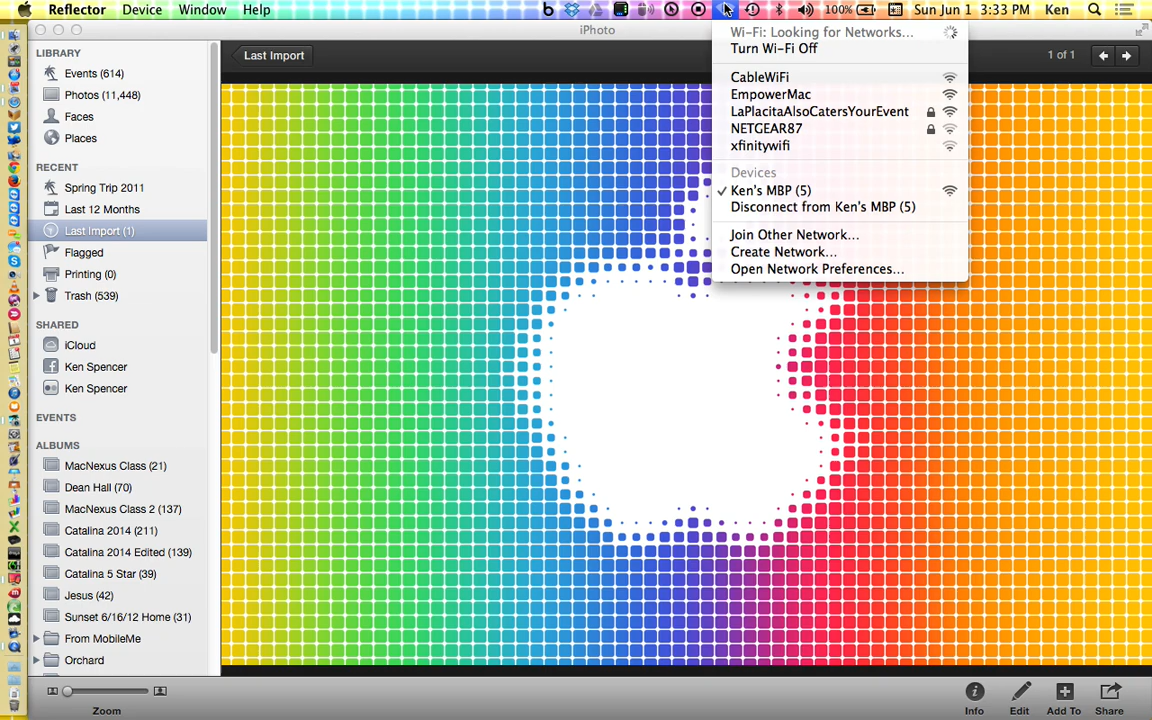 Reflector Device Window Help 100% Sun Jun 1 3:33 PM Ken
iPhoto
Last Import
1 of 1
LIBRARY
Events (614)
Photos (11,448)
Faces
Places
RECENT
Spring Trip 2011
Last 12 Months
Last Import (1)
Flagged
Printing (0)
Trash (539)
SHARED
iCloud
Ken Spencer
Ken Spencer
EVENTS
ALBUMS
MacNexus Class (21)
Dean Hall (70)
MacNexus Class 2 (137)
Catalina 2014 (211)
Catalina 2014 Edited (139)
Catalina 5 Star (39)
Jesus (42)
Sunset 6/16/12 Home (31)
From MobileMe
Orchard
Wi-Fi: Looking for Networks...
Turn Wi-Fi Off
CableWiFi
EmpowerMac
LaPlacitaAlsoCatersYourEvent
NETGEAR87
xfinitywifi
Devices
Ken's MBP (5)
Disconnect from Ken's MBP (5)
Join Other Network...
Create Network...
Open Network Preferences...
Zoom
Info Edit Add To Share